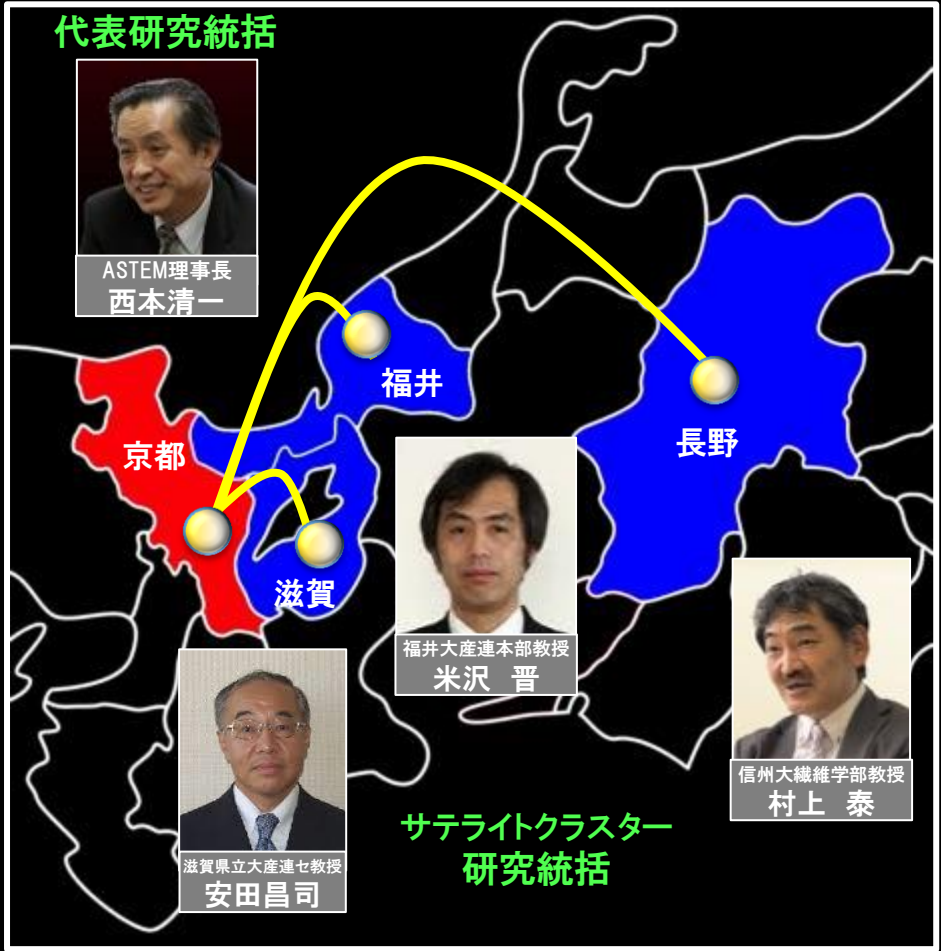 代表研究統括
ASTEM理事長
西本清一
福井
京都
長野
滋賀
福井大産連本部教授
米沢 晋
信州大繊維学部教授
村上 泰
滋賀県立大産連セ教授
安田昌司
サテライトクラスター
研究統括